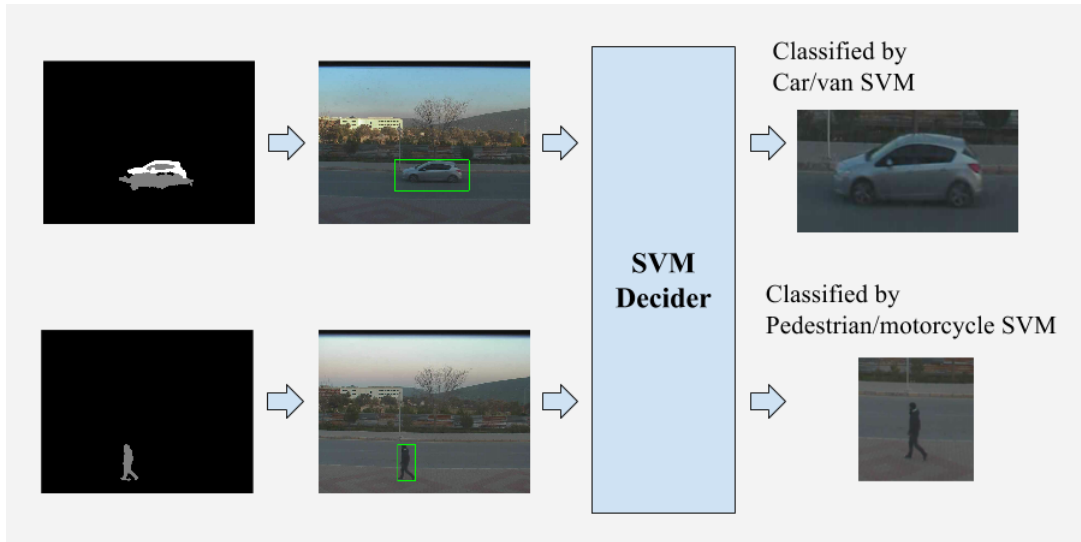 Classified by
Car/van SVM
SVM
Decider
Classified by
Pedestrian/motorcycle SVM